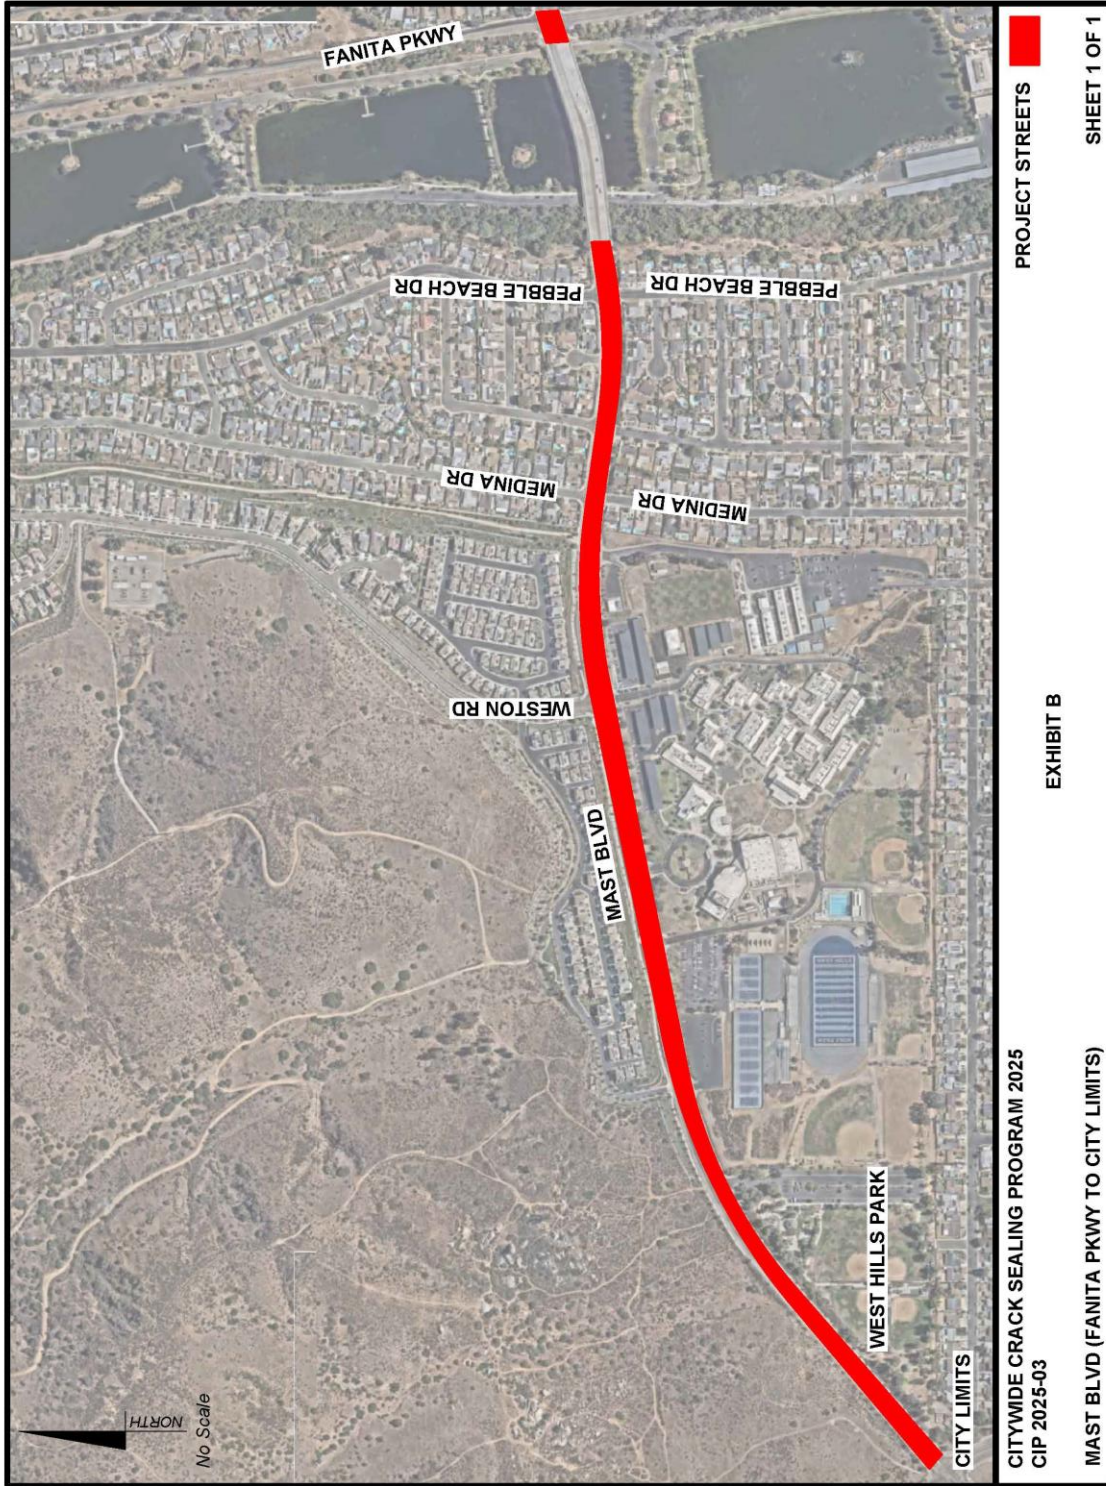 FANITA PKWY
PEBBLE BEACH DR
PEBBLE BEACH DR
MEDINA DR
MEDINA DR
WESTON RD
MAST BLVD
WEST HILLS PARK
CITY LIMITS
NORTH
No Scale
CITYWIDE CRACK SEALING PROGRAM 2025
CIP 2025-03
MAST BLVD (FANITA PKWY TO CITY LIMITS)
EXHIBIT B
PROJECT STREETS
SHEET 1 OF 1